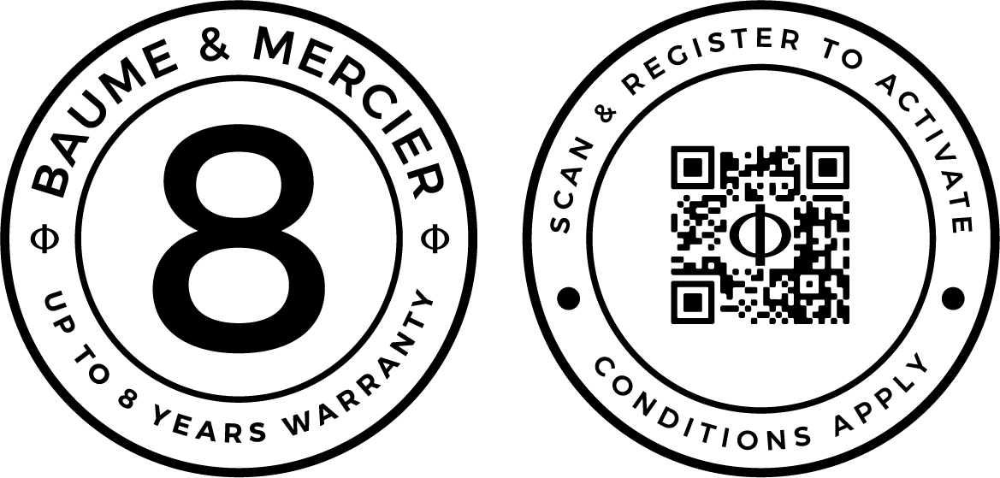 BAUME & MERCIER
8
Φ Φ
UP TO 8 YEARS WARRANTY
SCAN & REGISTER TO ACTIVATE
Φ
CONDITIONS APPLY